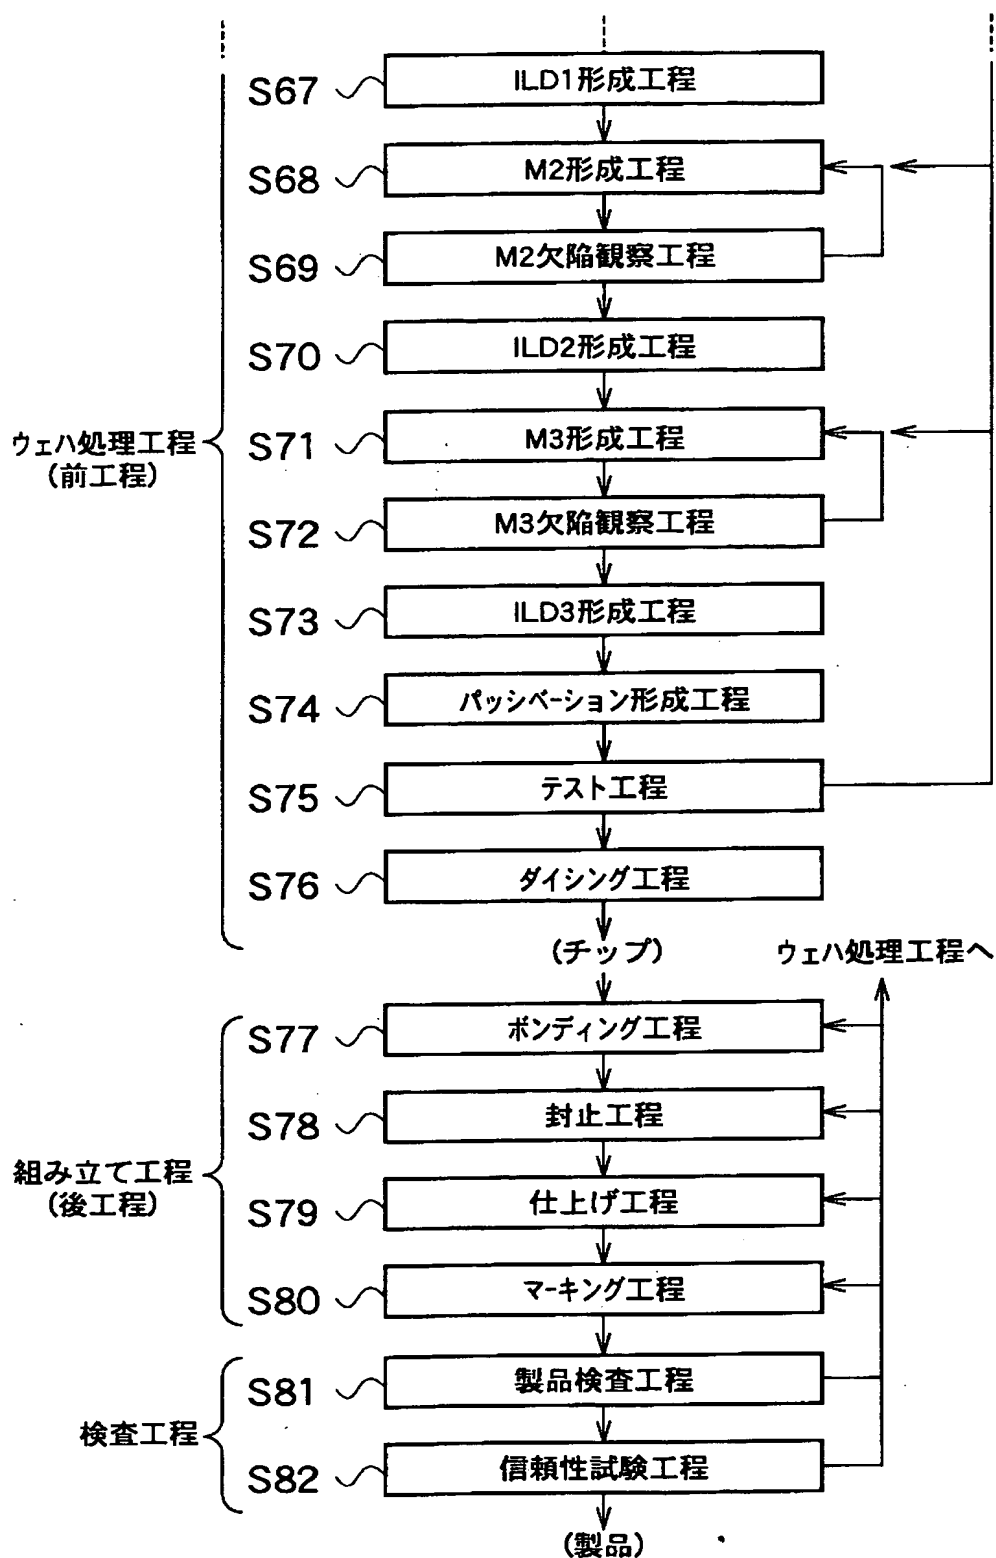 S67 ILD1形成工程
S68 M2形成工程
S69 M2欠陥観察工程
S70 ILD2形成工程
ウェハ処理工程
(前工程)
S71 M3形成工程
S72 M3欠陥観察工程
S73 ILD3形成工程
S74 パッシベーション形成工程
S75 テスト工程
S76 ダイシング工程
(チップ) ウェハ処理工程へ
S77 ボンディング工程
S78 封止工程
組み立て工程
(後工程)
S79 仕上げ工程
S80 マーキング工程
S81 製品検査工程
検査工程
S82 信頼性試験工程
(製品)